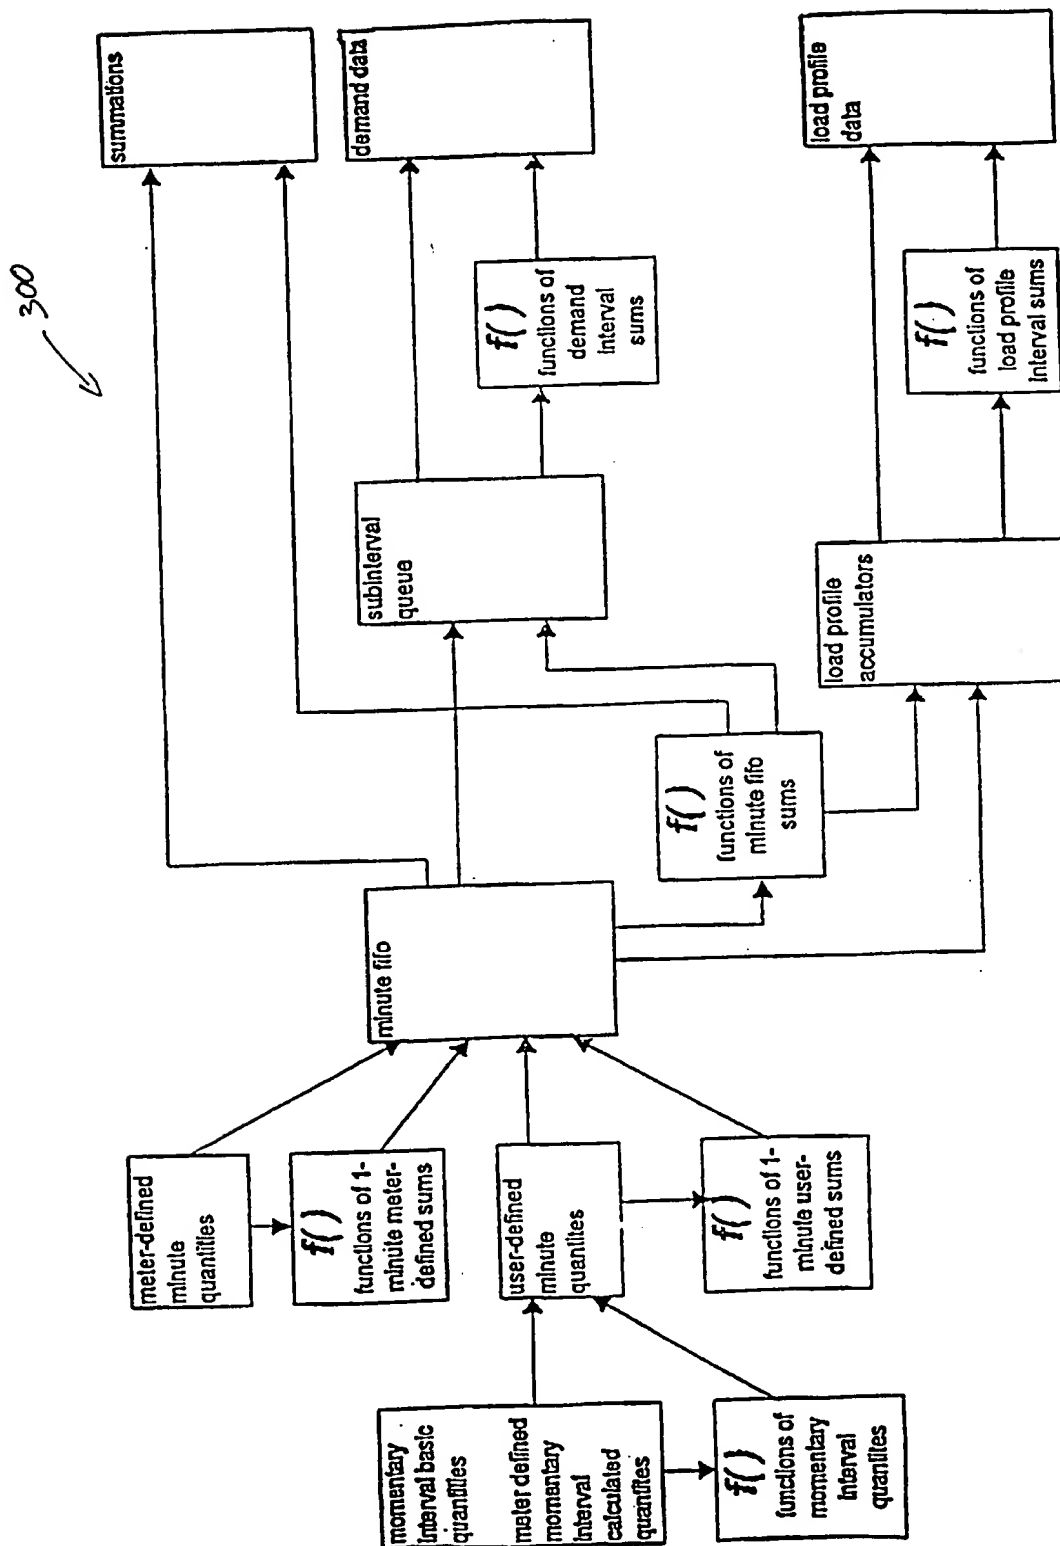 300
summations
demand data
load profile
data
f()
functions of
demand
interval
sums
f()
functions of
load profile
interval sums
subinterval
queue
load profile
accumulators
f()
functions of
minute fifo
sums
minute fifo
meter-defined
minute
quantities
f()
functions of 1-
minute meter-
defined sums
user-defined
minute
quantites
f()
functions of 1-
minute user-
defined sums
momentary
interval basic
quantities
meter defined
momentary
interval
calculated
quantites
f()
functions of
momentary
interval
quantites